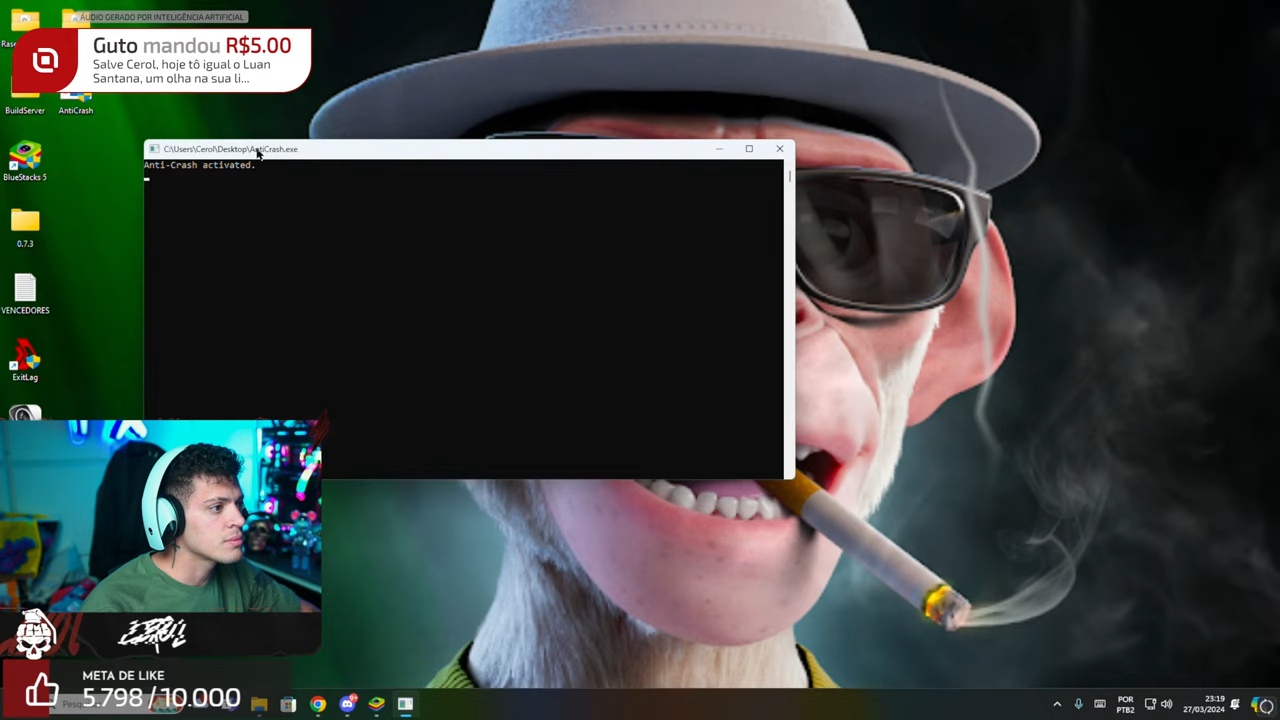 ÁUDIO GERADO POR INTELIGÊNCIA ARTIFICIAL
Guto mandou R$5.00
Salve Cerol, hoje tô igual o Luan
Santana, um olha na sua li...
BuildServer
AntiCrash
BlueStacks 5
0.7.3
VENCEDORES
ExitLag
C:\Users\Cerol\Desktop\AntiCrash.exe
Anti-Crash activated.
META DE LIKE
5.798 / 10.000
POR
PTB2
23:19
27/03/2024